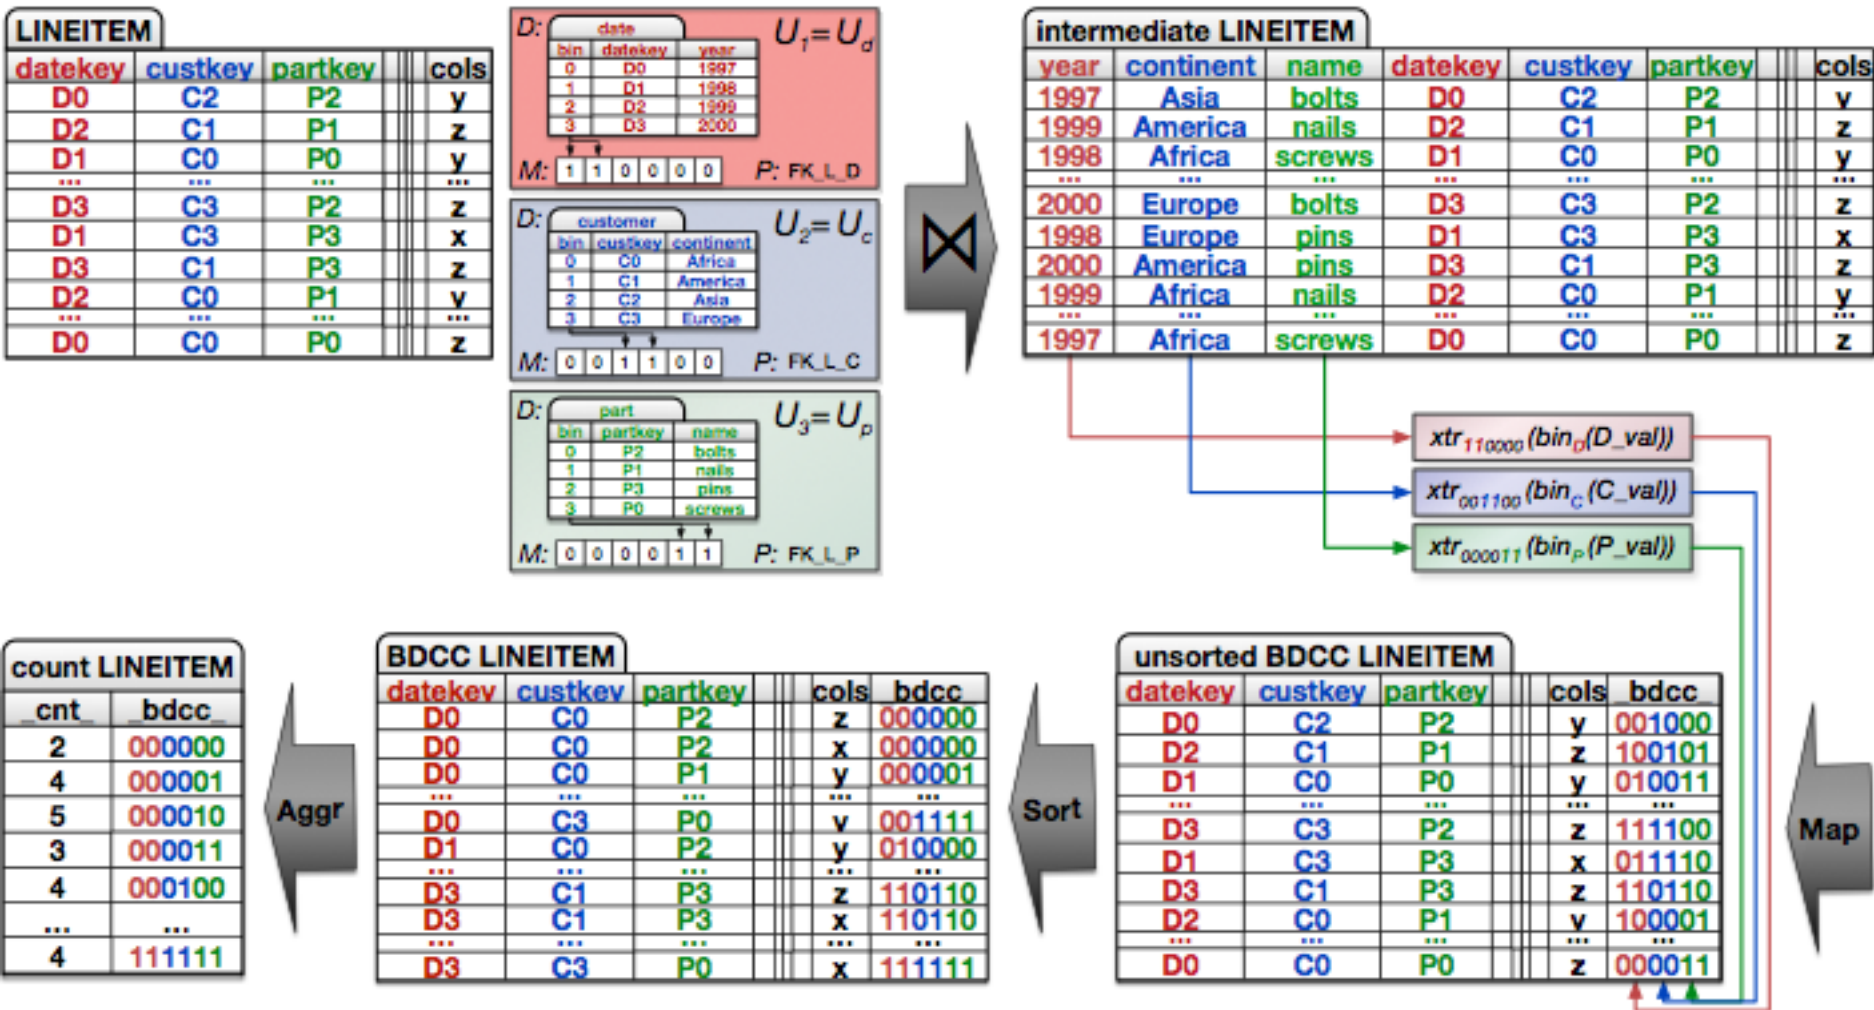 LINEITEM
datekey custkey partkey cols
D0 C2 P2 y
D2 C1 P1 z
D1 C0 P0 y
... ... ... ...
D3 C3 P2 z
D1 C3 P3 x
D3 C1 P3 z
D2 C0 P1 y
... ... ... ...
D0 C0 P0 z
D: date U1=Ud
bin datekey year
0 D0 1997
1 D1 1998
2 D2 1999
3 D3 2000
M: 1 1 0 0 0 0 P: FK_L_D
D: customer U2=Uc
bin custkey continent
0 C0 Africa
1 C1 America
2 C2 Asia
3 C3 Europe
M: 0 0 1 1 0 0 P: FK_L_C
D: part U3=Up
bin partkey name
0 P2 bolts
1 P1 nails
2 P3 pins
3 P0 screws
M: 0 0 0 0 1 1 P: FK_L_P
⋈
intermediate LINEITEM
year continent name datekey custkey partkey cols
1997 Asia bolts D0 C2 P2 y
1999 America nails D2 C1 P1 z
1998 Africa screws D1 C0 P0 y
... ... ... ... ... ... ...
2000 Europe bolts D3 C3 P2 z
1998 Europe pins D1 C3 P3 x
2000 America pins D3 C1 P3 z
1999 Africa nails D2 C0 P1 y
... ... ... ... ... ... ...
1997 Africa screws D0 C0 P0 z
xtr110000(binD(D_val))
xtr001100(binC(C_val))
xtr000011(binP(P_val))
Map
unsorted BDCC LINEITEM
datekey custkey partkey cols _bdcc_
D0 C2 P2 y 001000
D2 C1 P1 z 100101
D1 C0 P0 y 010011
... ... ... ... ...
D3 C3 P2 z 111100
D1 C3 P3 x 011110
D3 C1 P3 z 110110
D2 C0 P1 y 100001
... ... ... ... ...
D0 C0 P0 z 000011
Sort
BDCC LINEITEM
datekey custkey partkey cols _bdcc_
D0 C0 P2 z 000000
D0 C0 P2 x 000000
D0 C0 P1 y 000001
... ... ... ... ...
D0 C3 P0 y 001111
D1 C0 P2 y 010000
... ... ... ... ...
D3 C1 P3 z 110110
D3 C1 P3 x 110110
... ... ... ... ...
D3 C3 P0 x 111111
Aggr
count LINEITEM
_cnt_ _bdcc_
2 000000
4 000001
5 000010
3 000011
4 000100
... ...
4 111111